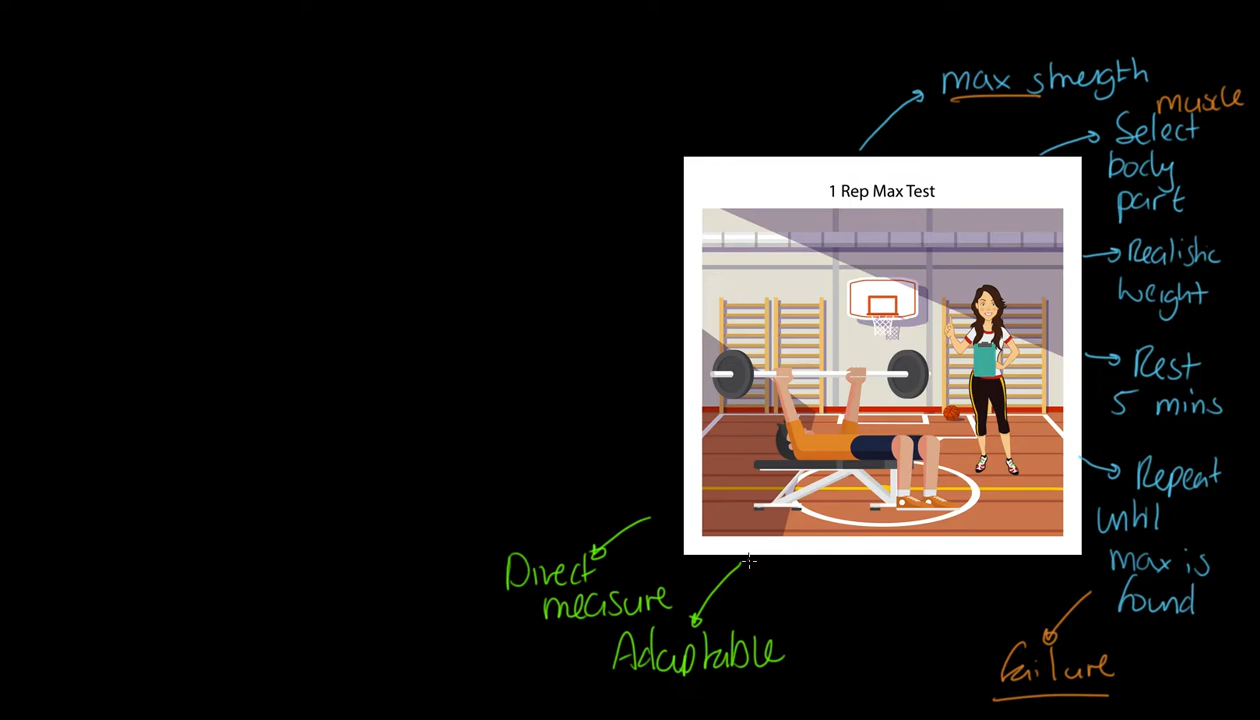 max strength
muscle
Select
body
part
1 Rep Max Test
Realistic
weight
Rest
5 mins
Repeat
until
max is
found
Direct
measure
Adaptable
failure